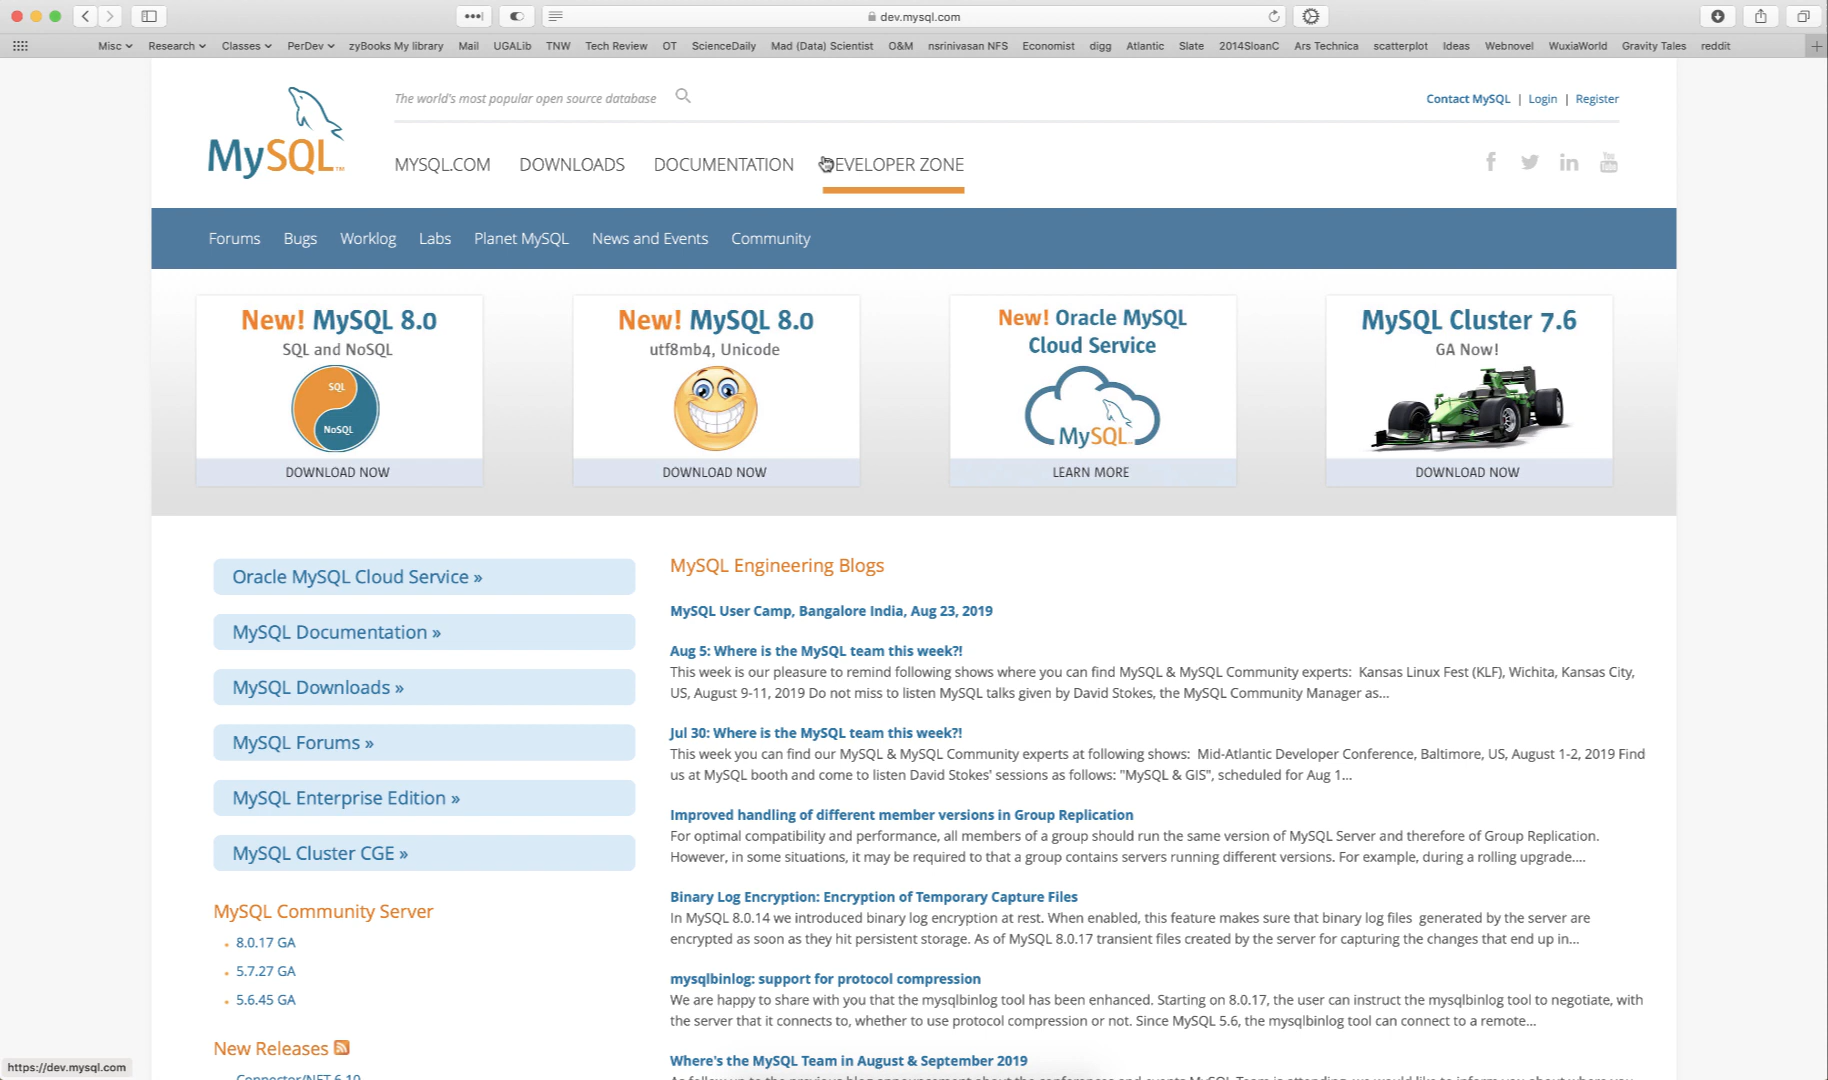 dev.mysql.com
Misc Research Classes PerDev zyBooks My library Mail UGALib TNW Tech Review OT ScienceDaily Mad (Data) Scientist O&M nsrinivasan NFS Economist digg Atlantic Slate 2014SloanC Ars Technica scatterplot Ideas Webnovel WuxiaWorld Gravity Tales reddit
The world's most popular open source database
Contact MySQL | Login | Register
MySQL™
MYSQL.COM DOWNLOADS DOCUMENTATION EVELOPER ZONE
f in You Tube
Forums Bugs Worklog Labs Planet MySQL News and Events Community
New! MySQL 8.0
SQL and NoSQL
SQL
NoSQL
DOWNLOAD NOW
New! MySQL 8.0
utf8mb4, Unicode
DOWNLOAD NOW
New! Oracle MySQL
Cloud Service
MySQL
LEARN MORE
MySQL Cluster 7.6
GA Now!
DOWNLOAD NOW
Oracle MySQL Cloud Service »
MySQL Documentation »
MySQL Downloads »
MySQL Forums »
MySQL Enterprise Edition »
MySQL Cluster CGE »
MySQL Community Server
8.0.17 GA
5.7.27 GA
5.6.45 GA
New Releases
Connector/NET 6.10
MySQL Engineering Blogs
MySQL User Camp, Bangalore India, Aug 23, 2019
Aug 5: Where is the MySQL team this week?!
This week is our pleasure to remind following shows where you can find MySQL & MySQL Community experts: Kansas Linux Fest (KLF), Wichita, Kansas City,
US, August 9-11, 2019 Do not miss to listen MySQL talks given by David Stokes, the MySQL Community Manager as...
Jul 30: Where is the MySQL team this week?!
This week you can find our MySQL & MySQL Community experts at following shows: Mid-Atlantic Developer Conference, Baltimore, US, August 1-2, 2019 Find
us at MySQL booth and come to listen David Stokes' sessions as follows: "MySQL & GIS", scheduled for Aug 1...
Improved handling of different member versions in Group Replication
For optimal compatibility and performance, all members of a group should run the same version of MySQL Server and therefore of Group Replication.
However, in some situations, it may be required to that a group contains servers running different versions. For example, during a rolling upgrade....
Binary Log Encryption: Encryption of Temporary Capture Files
In MySQL 8.0.14 we introduced binary log encryption at rest. When enabled, this feature makes sure that binary log files generated by the server are
encrypted as soon as they hit persistent storage. As of MySQL 8.0.17 transient files created by the server for capturing the changes that end up in...
mysqlbinlog: support for protocol compression
We are happy to share with you that the mysqlbinlog tool has been enhanced. Starting on 8.0.17, the user can instruct the mysqlbinlog tool to negotiate, with
the server that it connects to, whether to use protocol compression or not. Since MySQL 5.6, the mysqlbinlog tool can connect to a remote...
Where's the MySQL Team in August & September 2019
https://dev.mysql.com